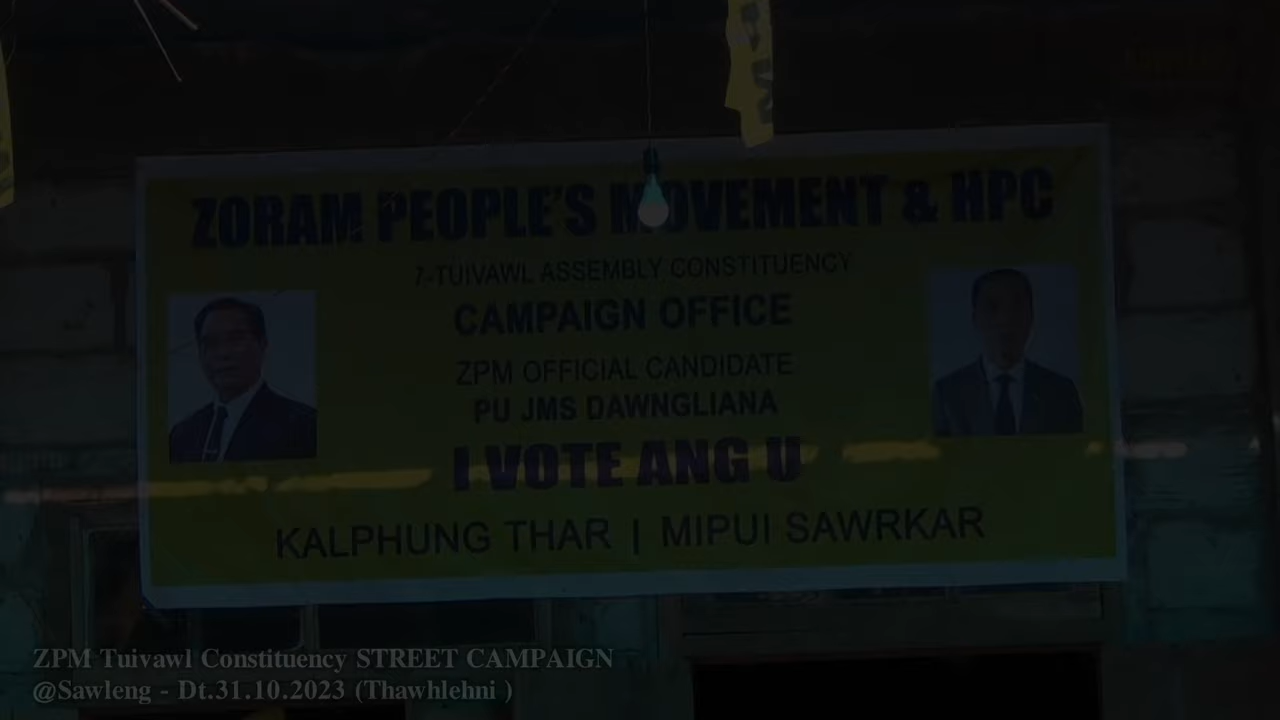 ZORAM PEOPLE'S MOVEMENT & HPC
7-TUIVAWL ASSEMBLY CONSTITUENCY
CAMPAIGN OFFICE
ZPM OFFICIAL CANDIDATE
PU JMS DAWNGLIANA
I VOTE ANG U
KALPHUNG THAR | MIPUI SAWRKAR
ZPM Tuivawl Constituency STREET CAMPAIGN
@Sawleng - Dt.31.10.2023 (Thawhlehni )